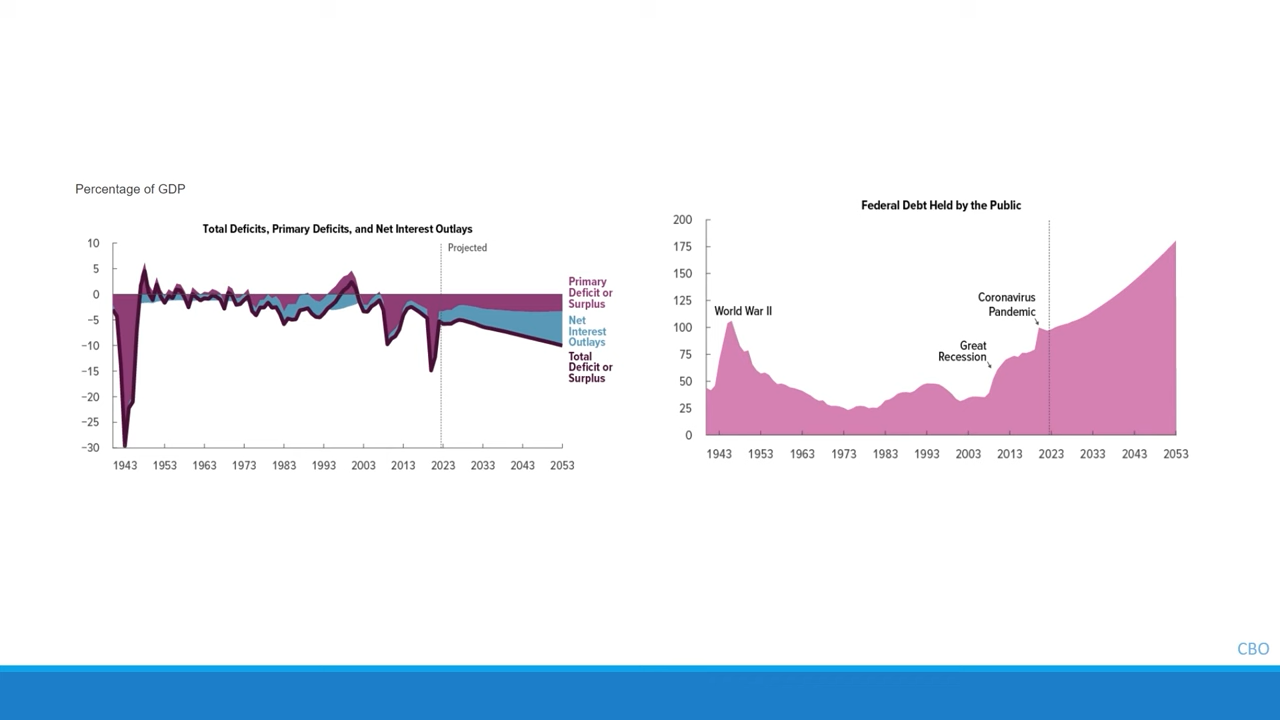 Percentage of GDP
Total Deficits, Primary Deficits, and Net Interest Outlays
10
5
0
−5
−10
−15
−20
−25
−30
Projected
Primary
Deficit or
Surplus
Net
Interest
Outlays
Total
Deficit or
Surplus
1943 1953 1963 1973 1983 1993 2003 2013 2023 2033 2043 2053
Federal Debt Held by the Public
200
175
150
125
100
75
50
25
0
World War II
Great
Recession
Coronavirus
Pandemic
1943 1953 1963 1973 1983 1993 2003 2013 2023 2033 2043 2053
CBO